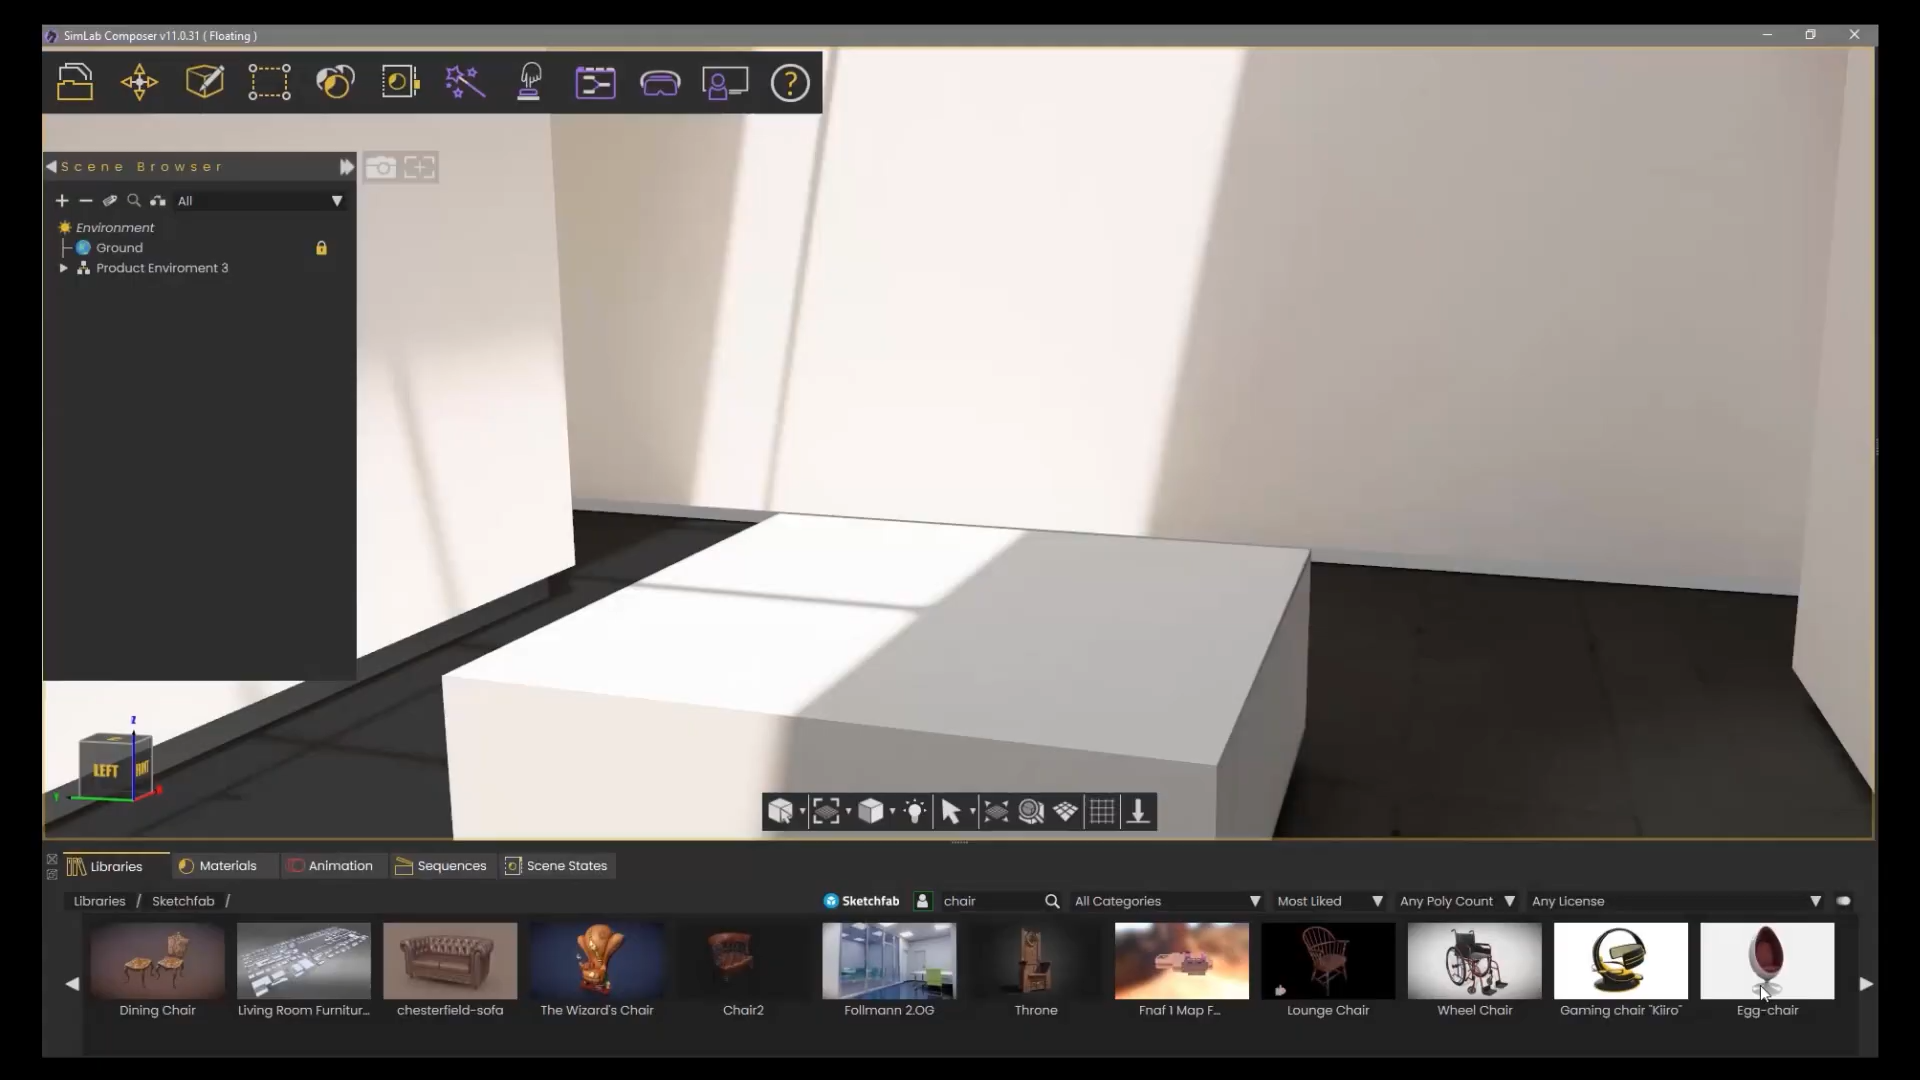 SimLab Composer v11.0.31 ( Floating )
Scene Browser
All
Environment
Ground
Product Enviroment 3
Z
LEFT
Y
X
Libraries
Materials
Animation
Sequences
Scene States
Libraries / Sketchfab /
Sketchfab
chair
All Categories
Most Liked
Any Poly Count
Any License
Dining Chair
Living Room Furnitur...
chesterfield-sofa
The Wizard's Chair
Chair2
Follmann 2.OG
Throne
Fnaf 1 Map F...
Lounge Chair
Wheel Chair
Gaming chair "Kiiro"
Egg-chair